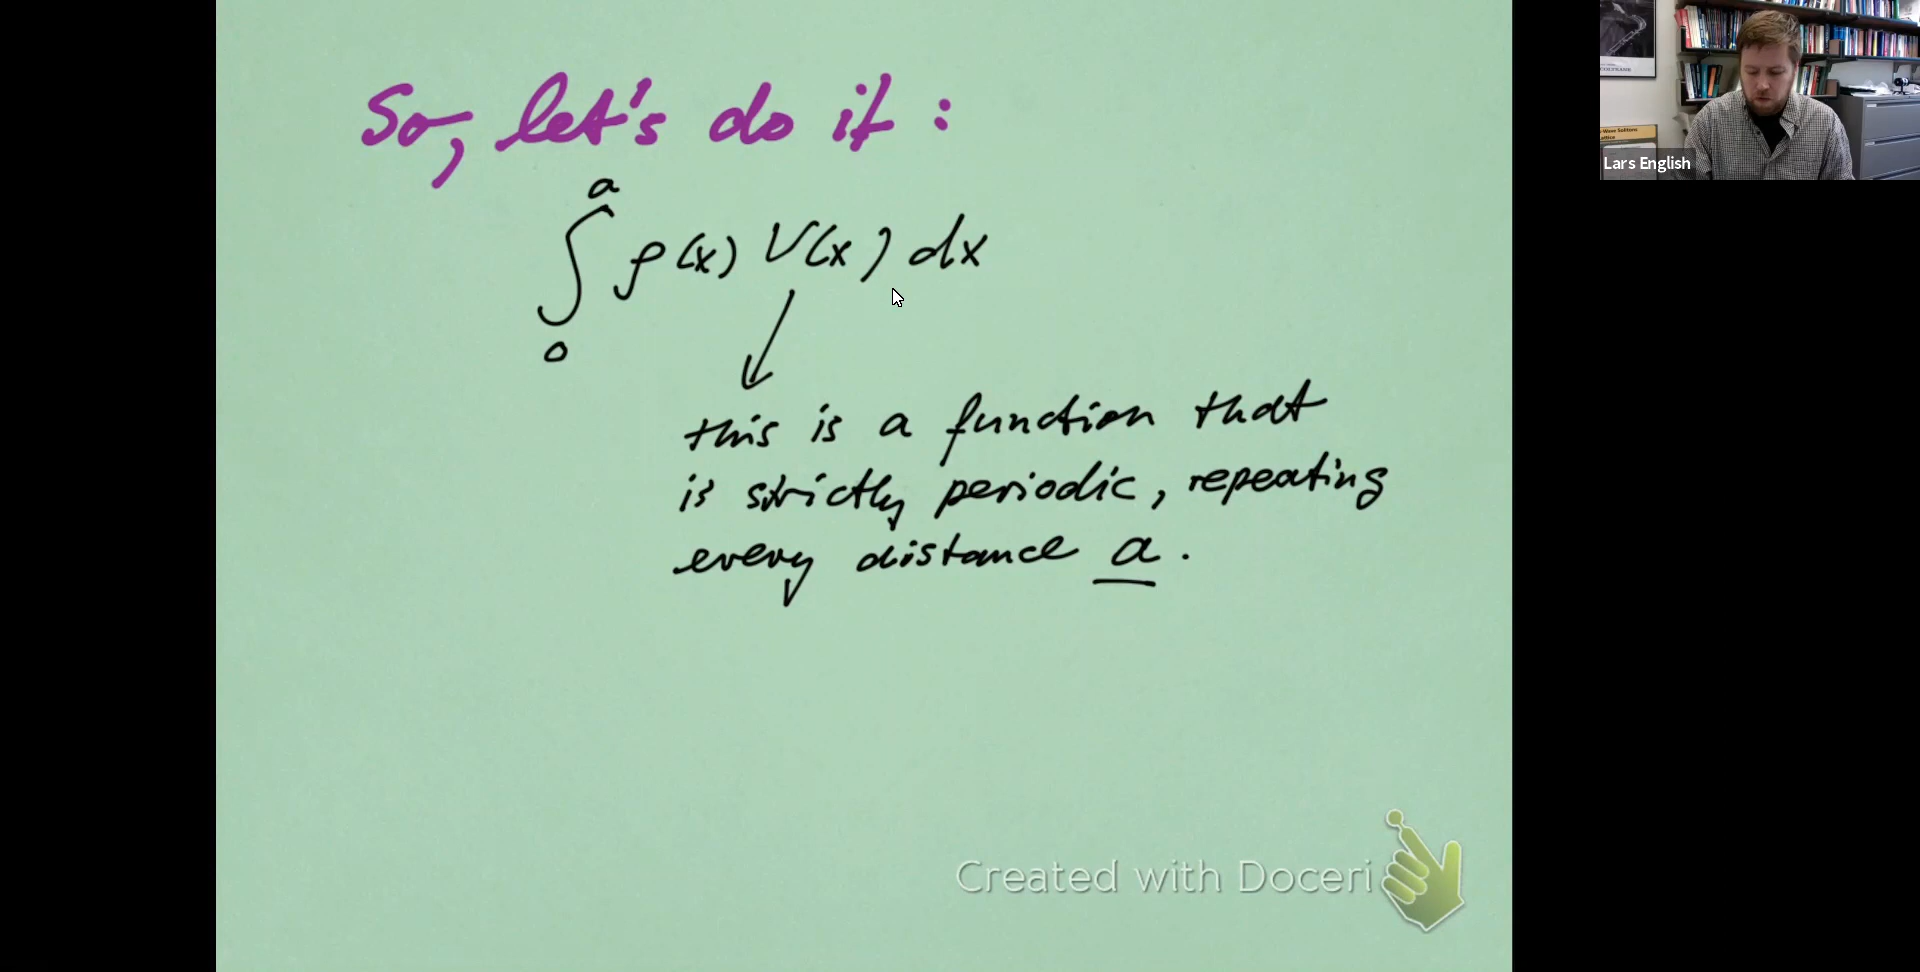 So, let's do it :
a
∫ ρ(x) V(x) dx
0
this is a function that
is strictly periodic, repeating
every distance a.
Created with Doceri
Lars English